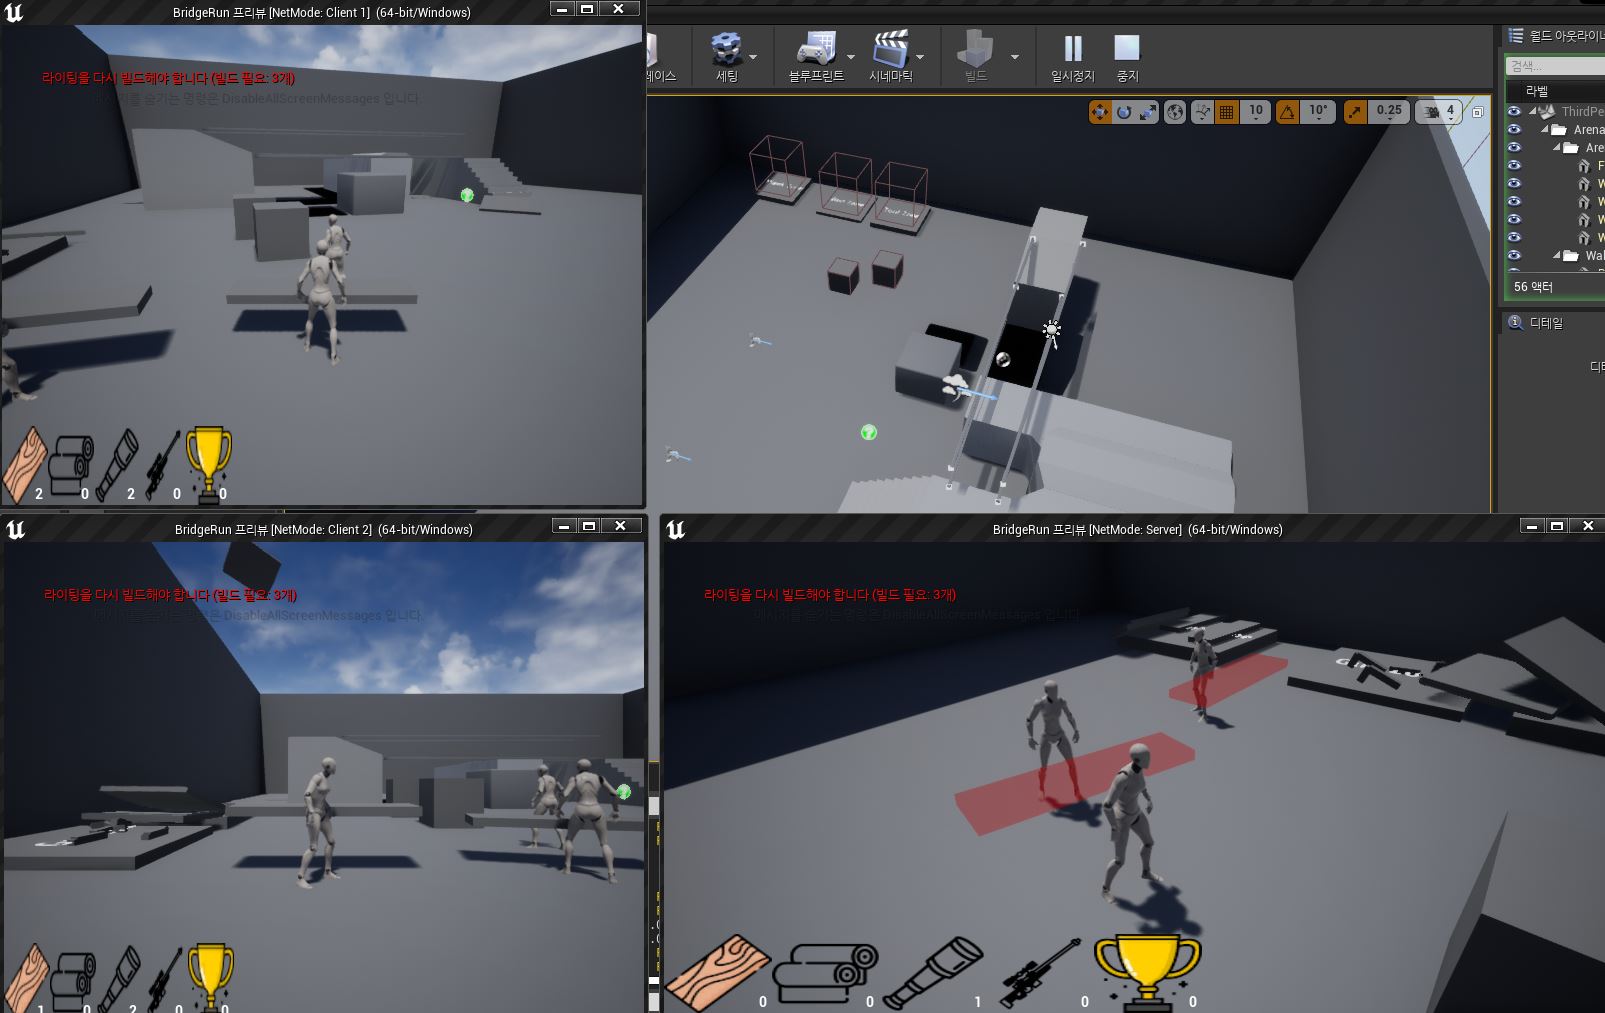 BridgeRun 프리뷰 [NetMode: Client 1] (64-bit/Windows)
라이팅을 다시 빌드해야 합니다 (빌드 필요: 3개)
메시지를 숨기는 명령은 DisableAllScreenMessages 입니다.
2 0 2 0 0
세팅
블루프린트
시네마틱
빌드
일시정지
중지
10
10°
0.25
4
월드 아웃라이너
검색...
라벨
ThirdPe
Arena
Are
F
W
W
W
W
Wal
56 액터
디테일
BridgeRun 프리뷰 [NetMode: Client 2] (64-bit/Windows)
라이팅을 다시 빌드해야 합니다 (빌드 필요: 3개)
메시지를 숨기는 명령은 DisableAllScreenMessages 입니다.
1 0 2 0 0
BridgeRun 프리뷰 [NetMode: Server] (64-bit/Windows)
라이팅을 다시 빌드해야 합니다 (빌드 필요: 3개)
메시지를 숨기는 명령은 DisableAllScreenMessages 입니다.
0 0 1 0 0